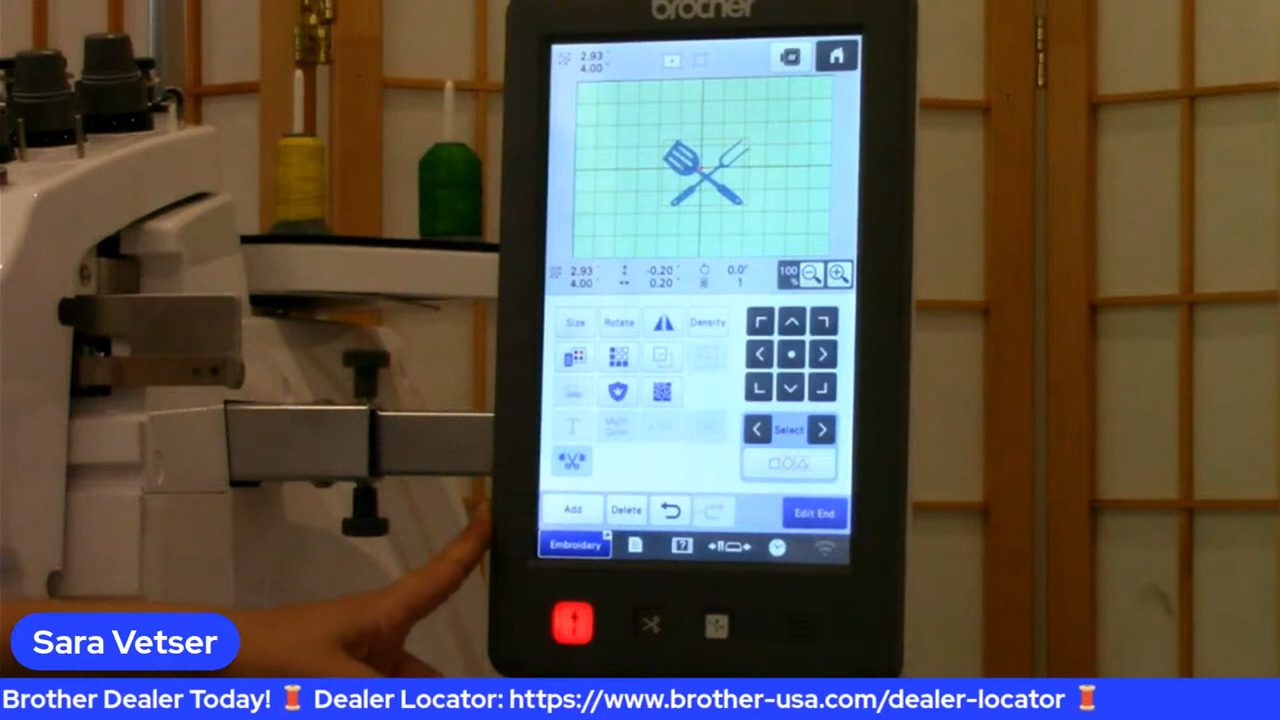 brother
2.93"
4.00"
2.93" -0.20" 0.0° 100
4.00" 0.20" 1 %
Size Rotate Density
T Multi Color
Select
Add Delete Edit End
Embroidery
Sara Vetser
Brother Dealer Today! 🧵 Dealer Locator: https://www.brother-usa.com/dealer-locator 🧵